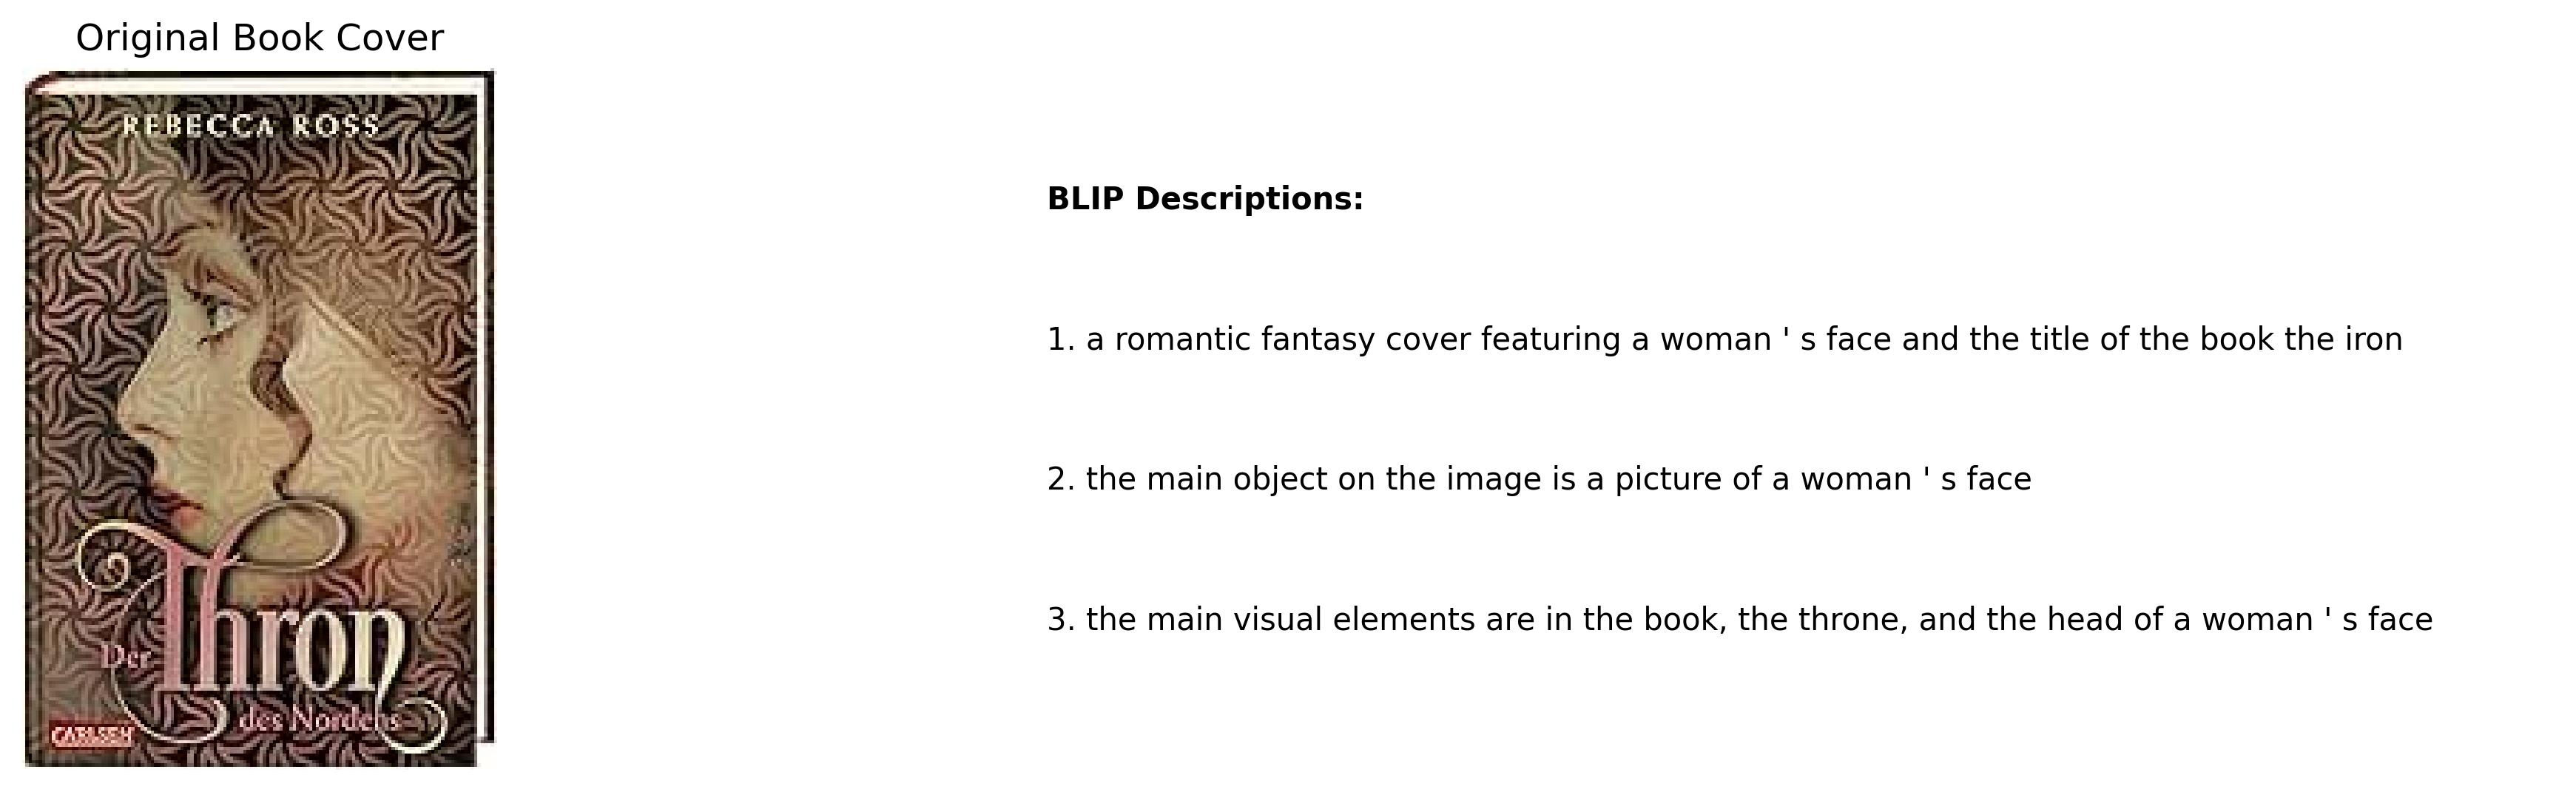 Original Book Cover
REBECCA ROSS
Der Thron
des Nordens
CARLSEN
BLIP Descriptions:
1. a romantic fantasy cover featuring a woman ' s face and the title of the book the iron
2. the main object on the image is a picture of a woman ' s face
3. the main visual elements are in the book, the throne, and the head of a woman ' s face